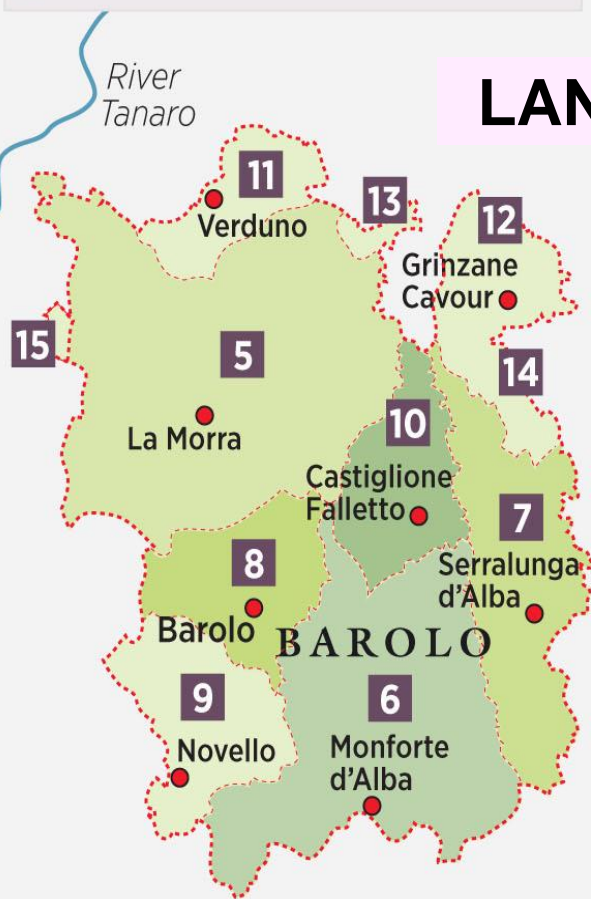 River
Tanaro
LAN
11
Verduno
13
12
Grinzane
Cavour
15
5
14
La Morra
10
Castiglione
Falletto
7
8
Serralunga
d'Alba
Barolo
BAROLO
9
6
Novello
Monforte
d'Alba